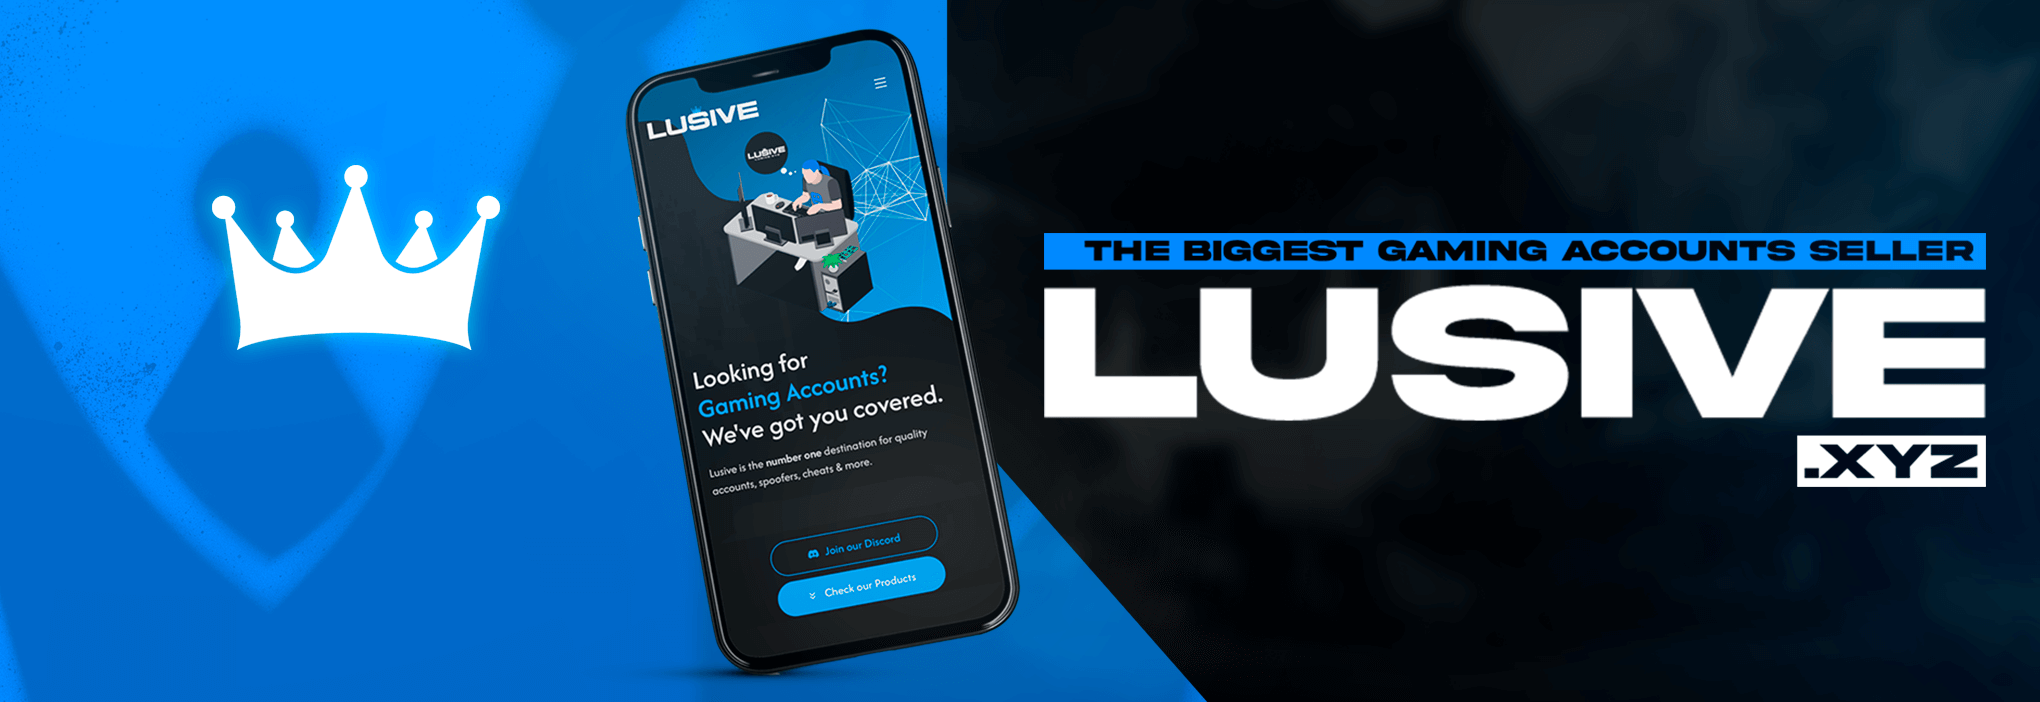 LUSIVE
LUSIVE
Looking for
Gaming Accounts?
We've got you covered.
Lusive is the number one destination for quality
accounts, spoofers, cheats & more.
Join our Discord
Check our Products
THE BIGGEST GAMING ACCOUNTS SELLER
LUSIVE
.XYZ